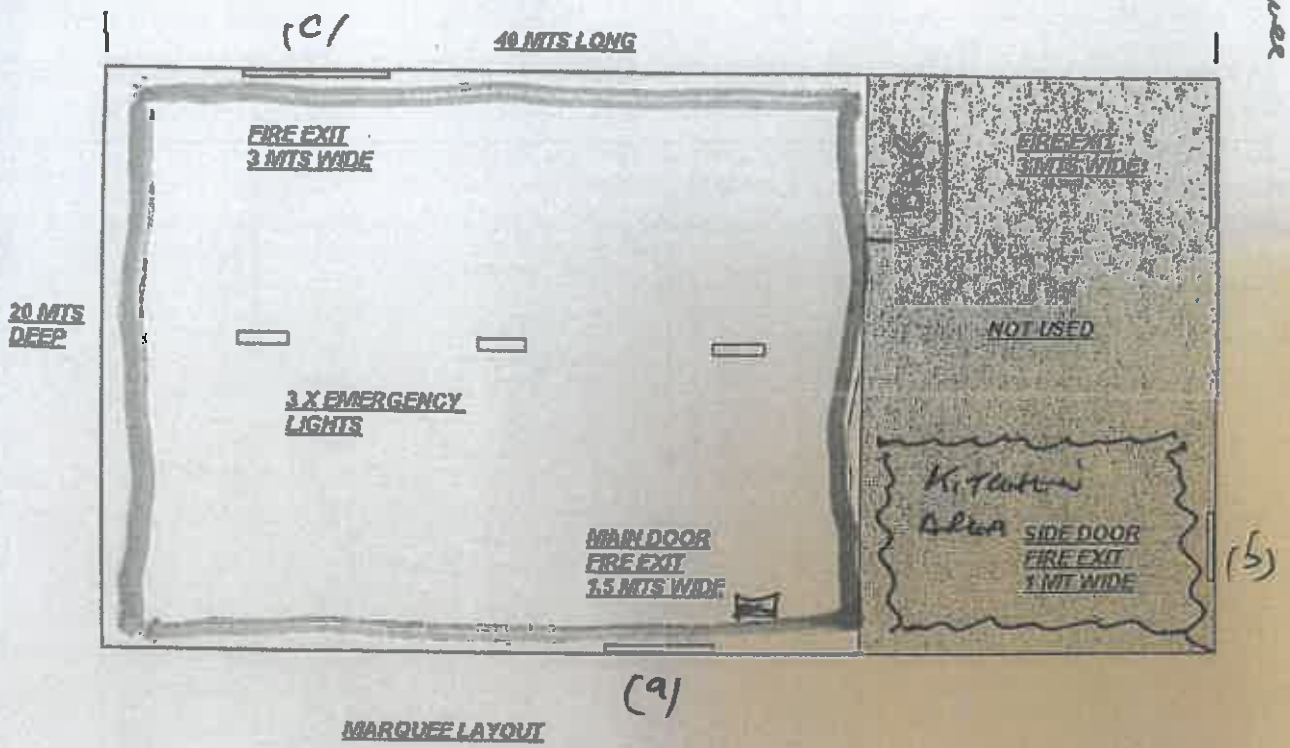 (c)
40 MTS LONG
FIRE EXIT
3 MTS WIDE
BAR
FIRE EXIT
3 MTS WIDE
20 MTS
DEEP
NOT USED
3 X EMERGENCY
LIGHTS
Kitchen
Area
MAIN DOOR
FIRE EXIT
1.5 MTS WIDE
SIDE DOOR
FIRE EXIT
1 MT WIDE
(b)
(a)
MARQUEE LAYOUT